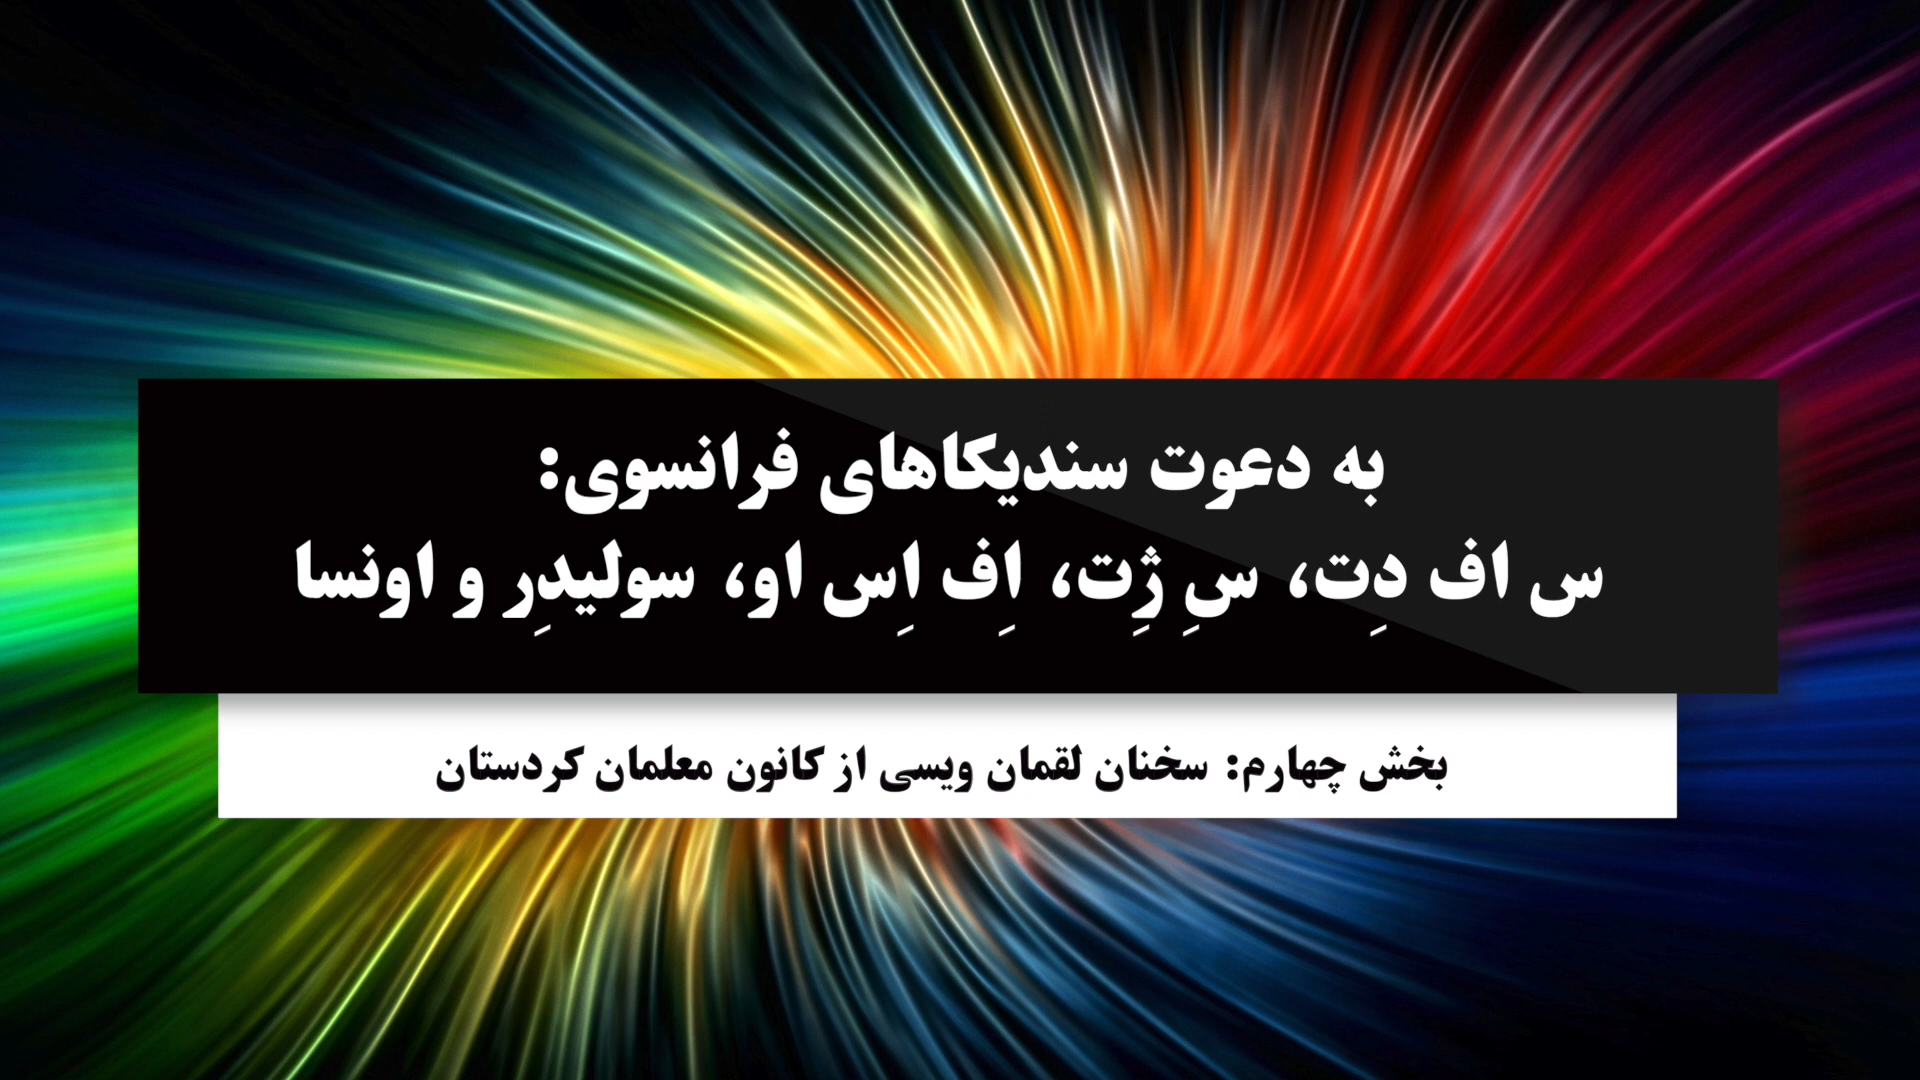 به دعوت سندیکاهای فرانسوی:
س اف دِت، سِ ژِت، اِف اِس او، سولیدِر و اونسا
بخش چهارم: سخنان لقمان ویسی از کانون معلمان کردستان